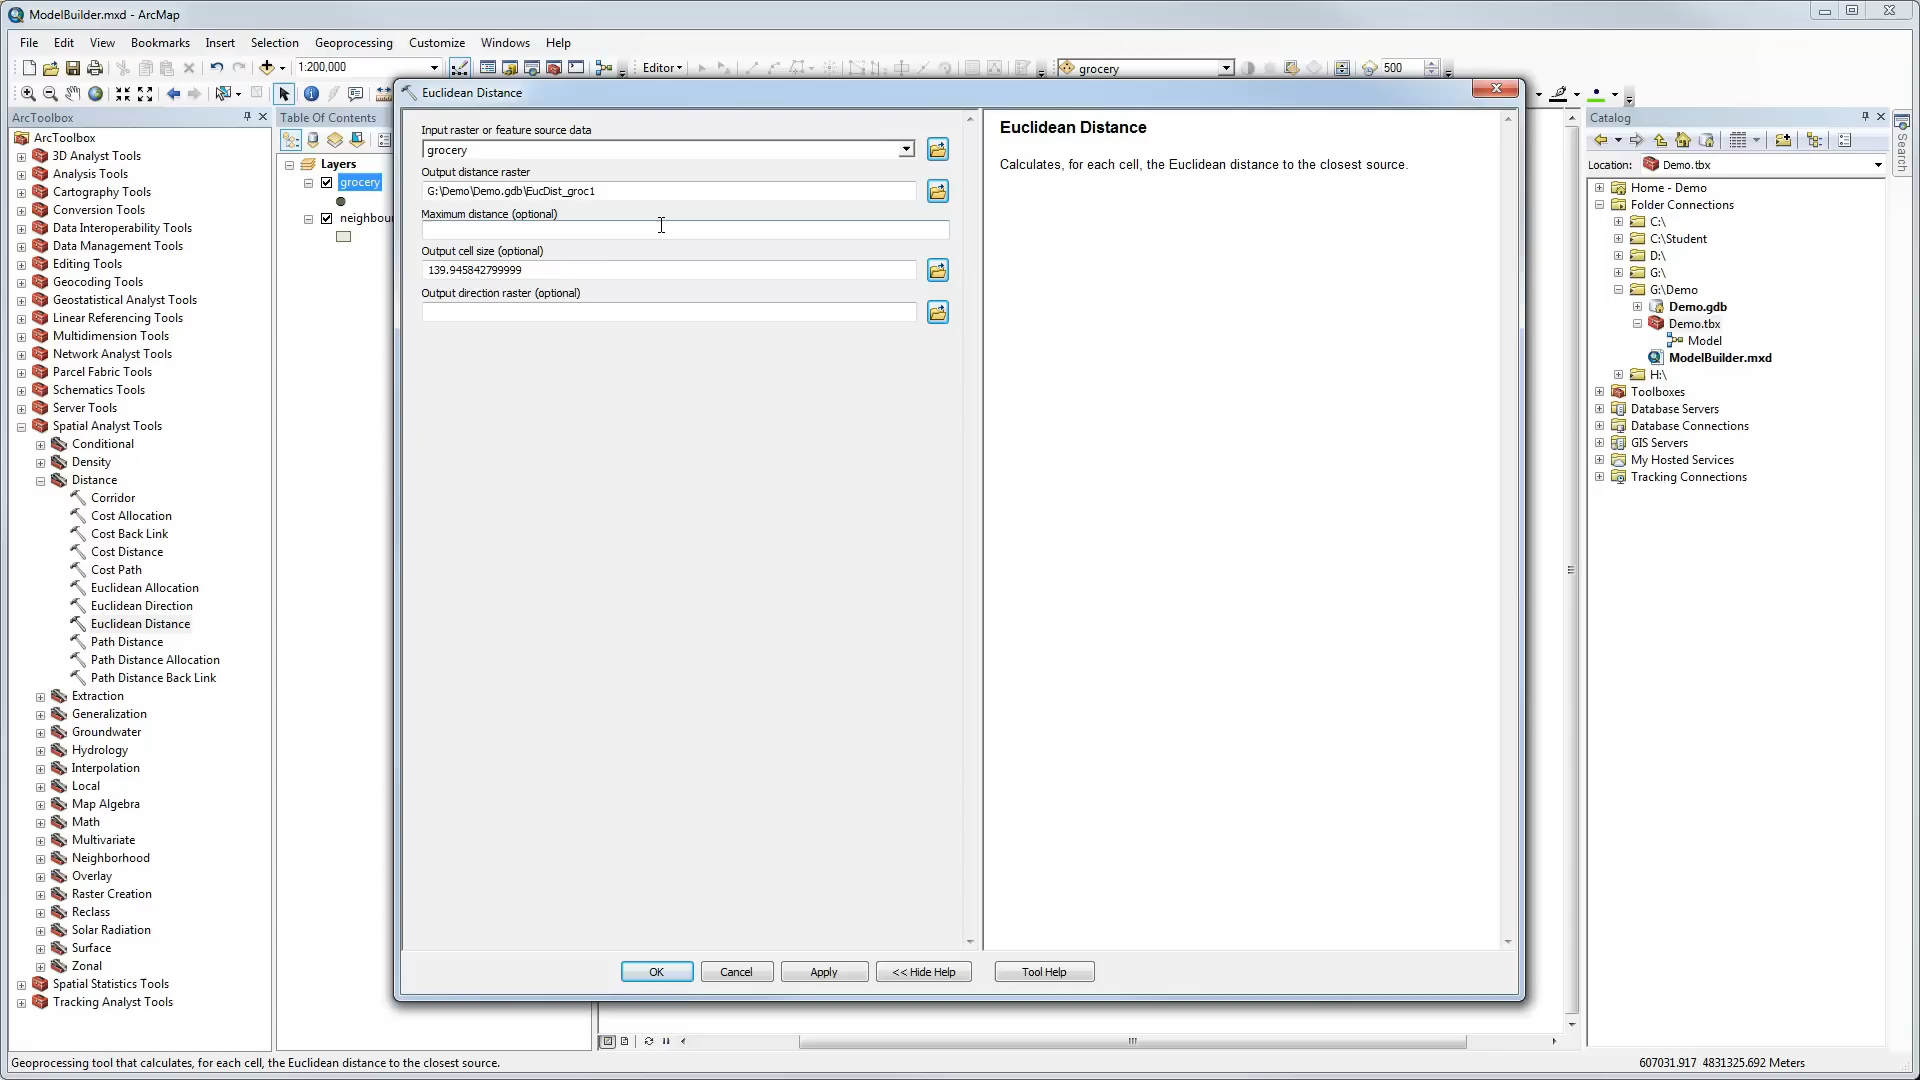 ModelBuilder.mxd - ArcMap
File Edit View Bookmarks Insert Selection Geoprocessing Customize Windows Help
1:200,000
Editor
grocery
500
ArcToolbox
ArcToolbox
3D Analyst Tools
Analysis Tools
Cartography Tools
Conversion Tools
Data Interoperability Tools
Data Management Tools
Editing Tools
Geocoding Tools
Geostatistical Analyst Tools
Linear Referencing Tools
Multidimension Tools
Network Analyst Tools
Parcel Fabric Tools
Schematics Tools
Server Tools
Spatial Analyst Tools
Conditional
Density
Distance
Corridor
Cost Allocation
Cost Back Link
Cost Distance
Cost Path
Euclidean Allocation
Euclidean Direction
Euclidean Distance
Path Distance
Path Distance Allocation
Path Distance Back Link
Extraction
Generalization
Groundwater
Hydrology
Interpolation
Local
Map Algebra
Math
Multivariate
Neighborhood
Overlay
Raster Creation
Reclass
Solar Radiation
Surface
Zonal
Spatial Statistics Tools
Tracking Analyst Tools
Table Of Contents
Layers
grocery
neighbour
Euclidean Distance
Input raster or feature source data
grocery
Output distance raster
G:\Demo\Demo.gdb\EucDist_groc1
Maximum distance (optional)
Output cell size (optional)
139.945842799999
Output direction raster (optional)
OK
Cancel
Apply
<< Hide Help
Tool Help
Euclidean Distance
Calculates, for each cell, the Euclidean distance to the closest source.
Catalog
Location: Demo.tbx
Home - Demo
Folder Connections
C:\
C:\Student
D:\
G:\
G:\Demo
Demo.gdb
Demo.tbx
Model
ModelBuilder.mxd
H:\
Toolboxes
Database Servers
Database Connections
GIS Servers
My Hosted Services
Tracking Connections
Search
Geoprocessing tool that calculates, for each cell, the Euclidean distance to the closest source.
607031.917 4831325.692 Meters